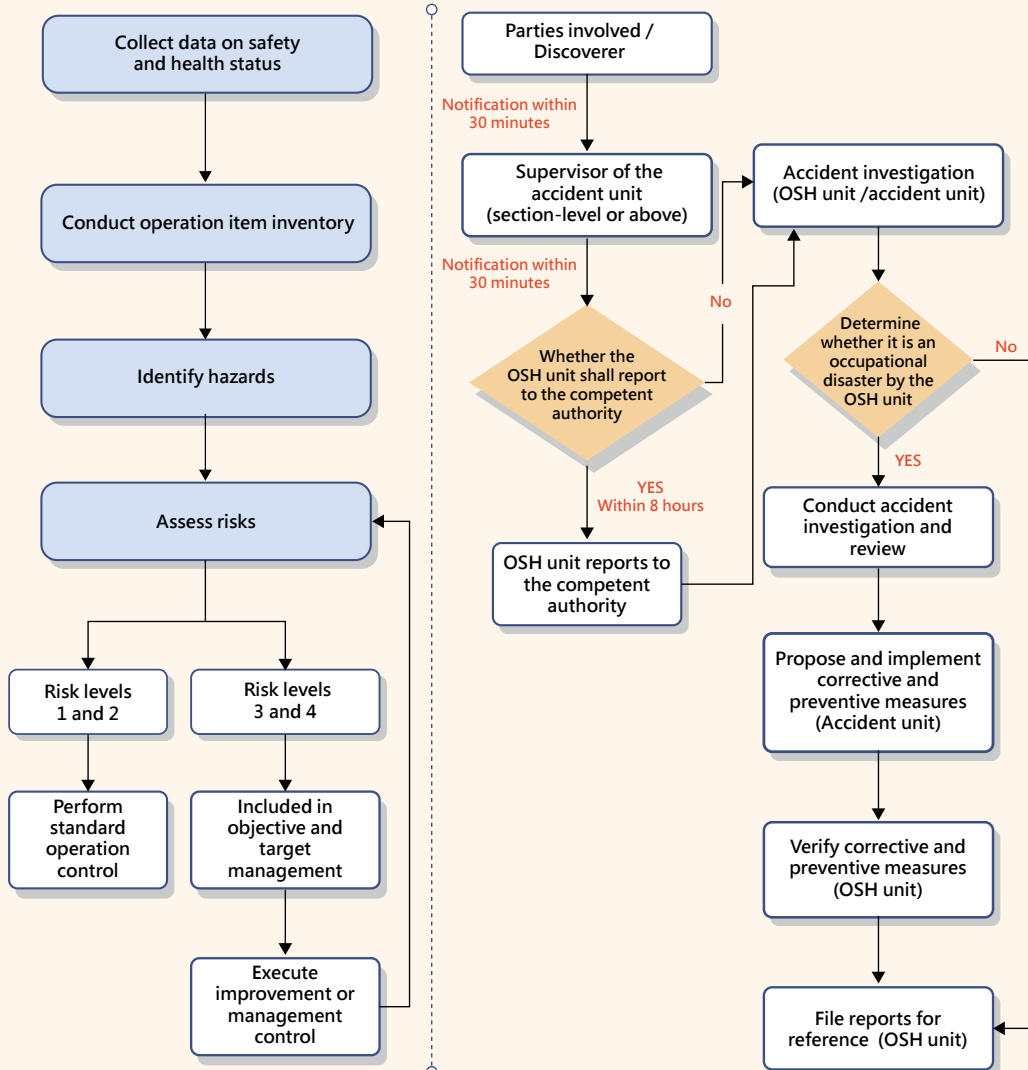 Collect data on safety
and health status
Conduct operation item inventory
Identify hazards
Assess risks
Risk levels
1 and 2
Risk levels
3 and 4
Perform
standard
operation
control
Included in
objective and
target
management
Execute
improvement or
management
control
Parties involved /
Discoverer
Notification within
30 minutes
Supervisor of the
accident unit
(section-level or above)
Notification within
30 minutes
Whether the
OSH unit shall report
to the competent
authority
No
YES
Within 8 hours
OSH unit reports to
the competent
authority
Accident investigation
(OSH unit /accident unit)
Determine
whether it is an
occupational
disaster by the
OSH unit
No
YES
Conduct accident
investigation and
review
Propose and implement
corrective and
preventive measures
(Accident unit)
Verify corrective and
preventive measures
(OSH unit)
File reports for
reference (OSH unit)